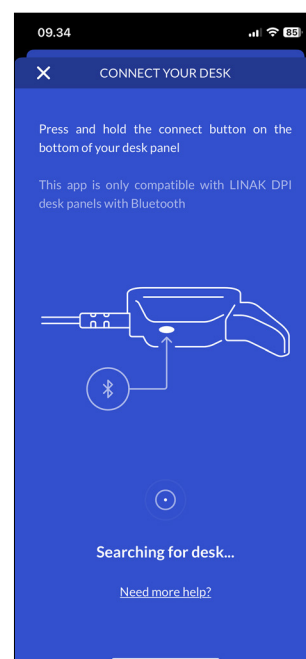 09.34
85
CONNECT YOUR DESK
Press and hold the connect button on the
bottom of your desk panel
This app is only compatible with LINAK DPI
desk panels with Bluetooth
Searching for desk...
Need more help?